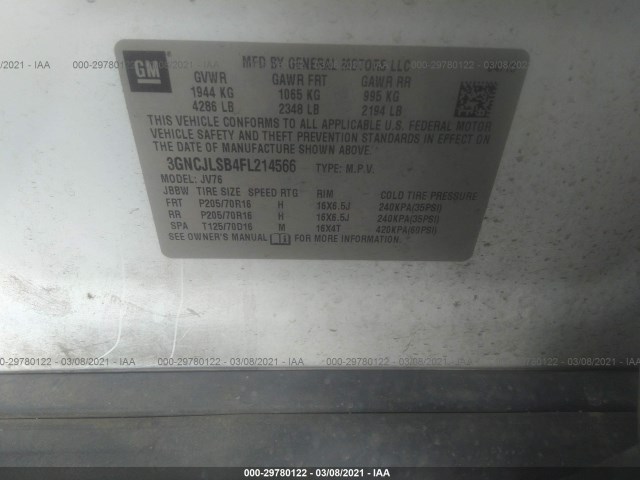 000-29780122 - 03/08/2021 - IAA
GM
MFD BY GENERAL MOTORS LLC
GVWR GAWR FRT GAWR RR
1944 KG 1065 KG 995 KG
4286 LB 2348 LB 2194 LB
THIS VEHICLE CONFORMS TO ALL APPLICABLE U.S. FEDERAL MOTOR
VEHICLE SAFETY AND THEFT PREVENTION STANDARDS IN EFFECT ON
THE DATE OF MANUFACTURE SHOWN ABOVE.
3GNCJLSB4FL214566 TYPE: M.P.V.
MODEL: JV76
JBBW TIRE SIZE SPEED RTG RIM COLD TIRE PRESSURE
FRT P205/70R16 H 16X6.5J 240KPA(35PSI)
RR P205/70R16 H 16X6.5J 240KPA(35PSI)
SPA T125/70D16 M 16X4T 420KPA(60PSI)
SEE OWNER'S MANUAL FOR MORE INFORMATION.
000-29780122 - 03/08/2021 - IAA
000-29780122 - 03/08/2021 - IAA